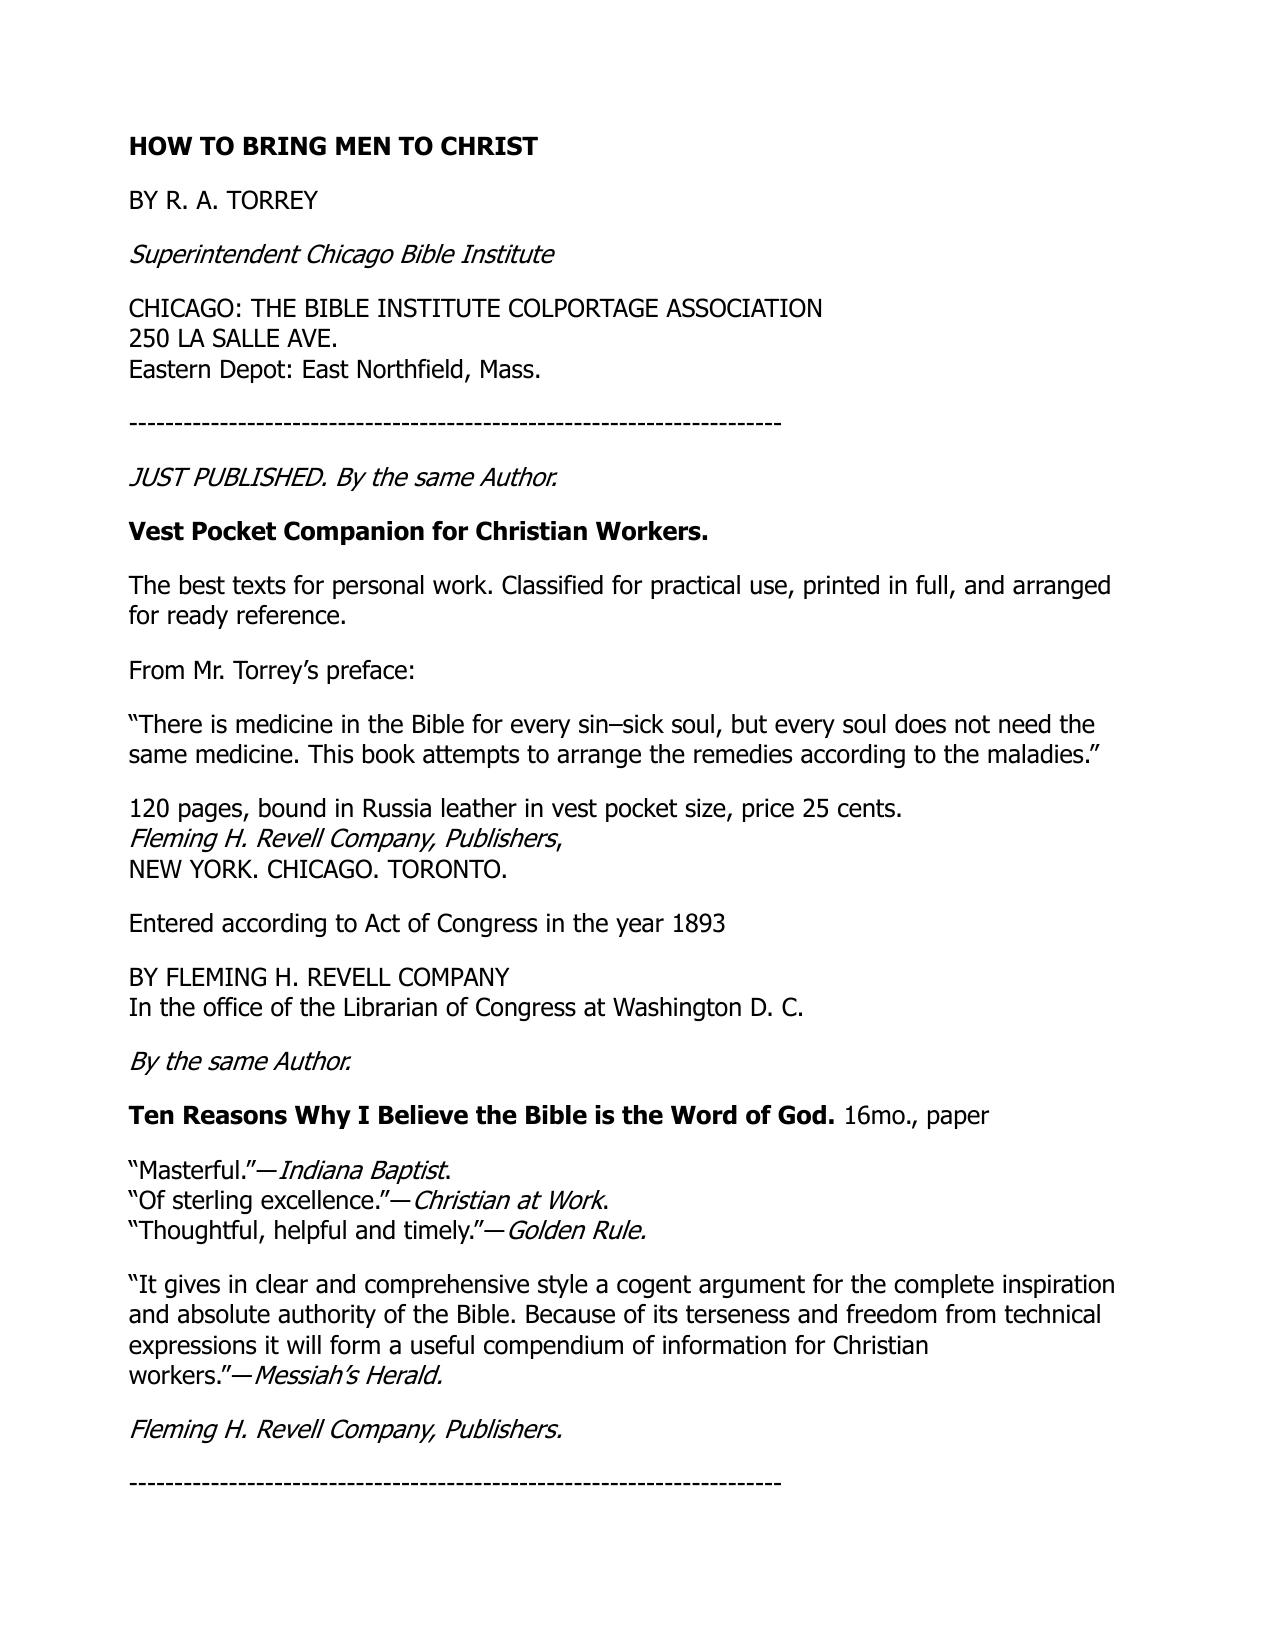 HOW TO BRING MEN TO CHRIST
BY R. A. TORREY
Superintendent Chicago Bible Institute
CHICAGO: THE BIBLE INSTITUTE COLPORTAGE ASSOCIATION
250 LA SALLE AVE.
Eastern Depot: East Northfield, Mass.
------------------------------------------------------------------------
JUST PUBLISHED. By the same Author.
Vest Pocket Companion for Christian Workers.
The best texts for personal work. Classified for practical use, printed in full, and arranged
for ready reference.
From Mr. Torrey’s preface:
“There is medicine in the Bible for every sin–sick soul, but every soul does not need the
same medicine. This book attempts to arrange the remedies according to the maladies.”
120 pages, bound in Russia leather in vest pocket size, price 25 cents.
Fleming H. Revell Company, Publishers,
NEW YORK. CHICAGO. TORONTO.
Entered according to Act of Congress in the year 1893
BY FLEMING H. REVELL COMPANY
In the office of the Librarian of Congress at Washington D. C.
By the same Author.
Ten Reasons Why I Believe the Bible is the Word of God. 16mo., paper
“Masterful.”—Indiana Baptist.
“Of sterling excellence.”—Christian at Work.
“Thoughtful, helpful and timely.”—Golden Rule.
“It gives in clear and comprehensive style a cogent argument for the complete inspiration
and absolute authority of the Bible. Because of its terseness and freedom from technical
expressions it will form a useful compendium of information for Christian
workers.”—Messiah’s Herald.
Fleming H. Revell Company, Publishers.
------------------------------------------------------------------------